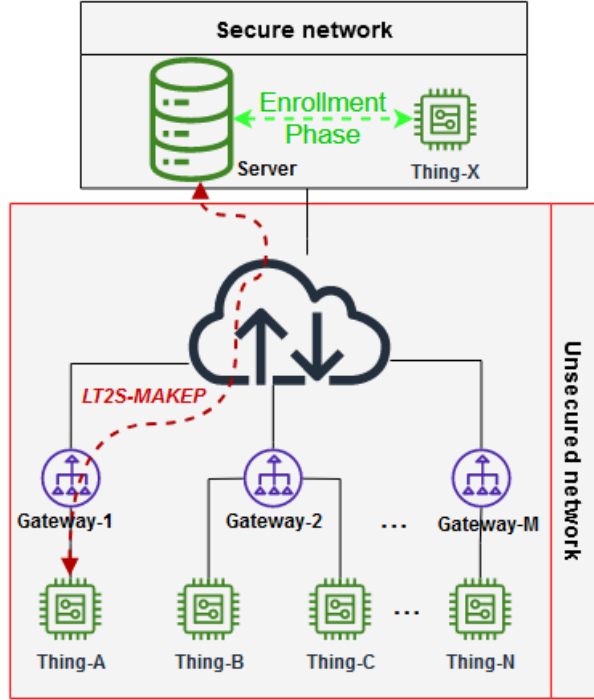 Secure network
Enrollment
Phase
Server
Thing-X
Unsecured network
LT2S-MAKEP
Gateway-1
Gateway-2
...
Gateway-M
Thing-A
Thing-B
Thing-C
...
Thing-N